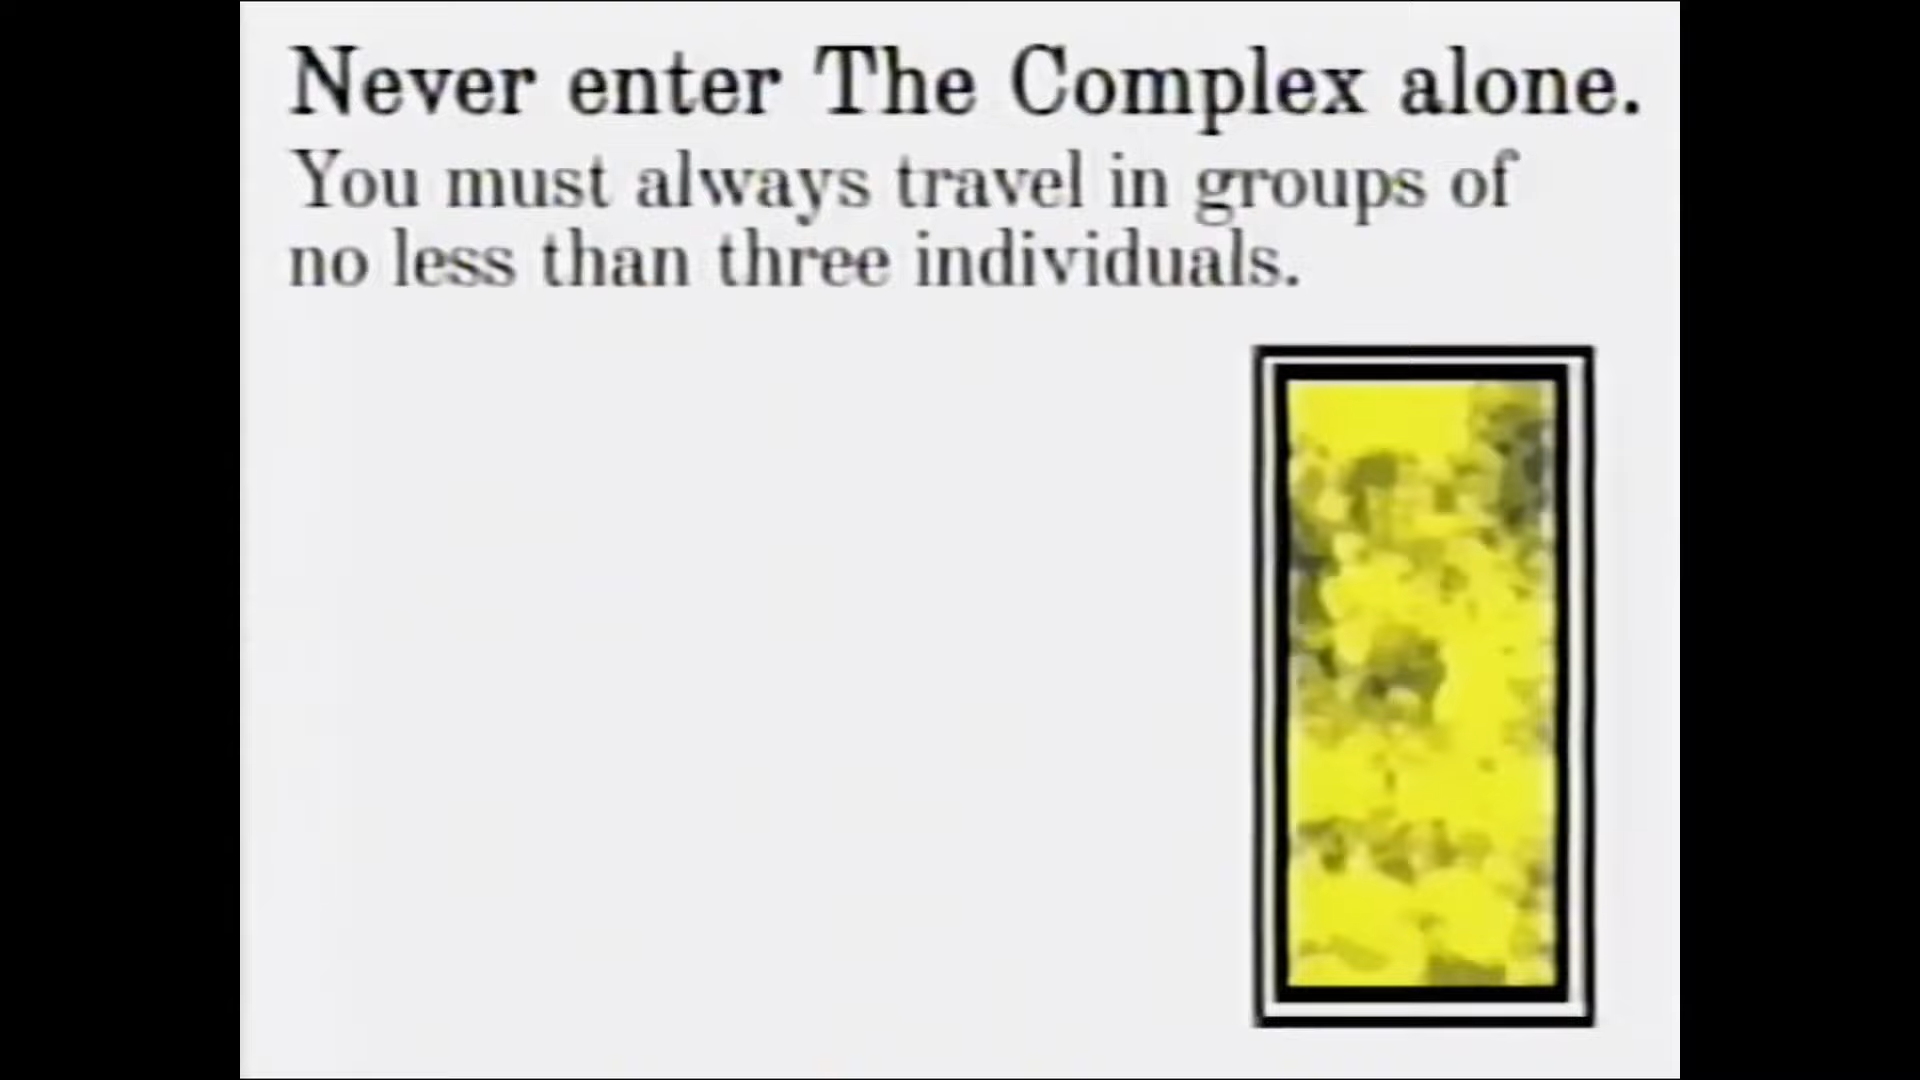 Never enter The Complex alone.
You must always travel in groups of
no less than three individuals.